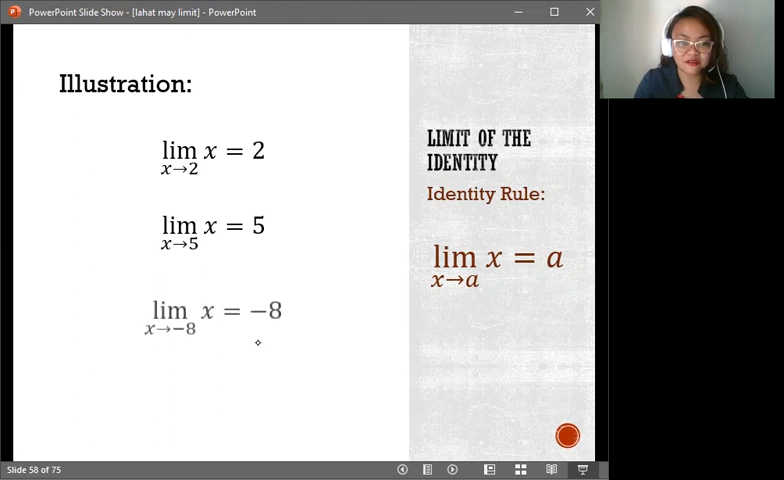 PowerPoint Slide Show - [lahat may limit] - PowerPoint
Illustration:
lim x = 2
x→2
lim x = 5
x→5
lim x = −8
x→−8
LIMIT OF THE
IDENTITY
Identity Rule:
lim x = a
x→a
Slide 58 of 75